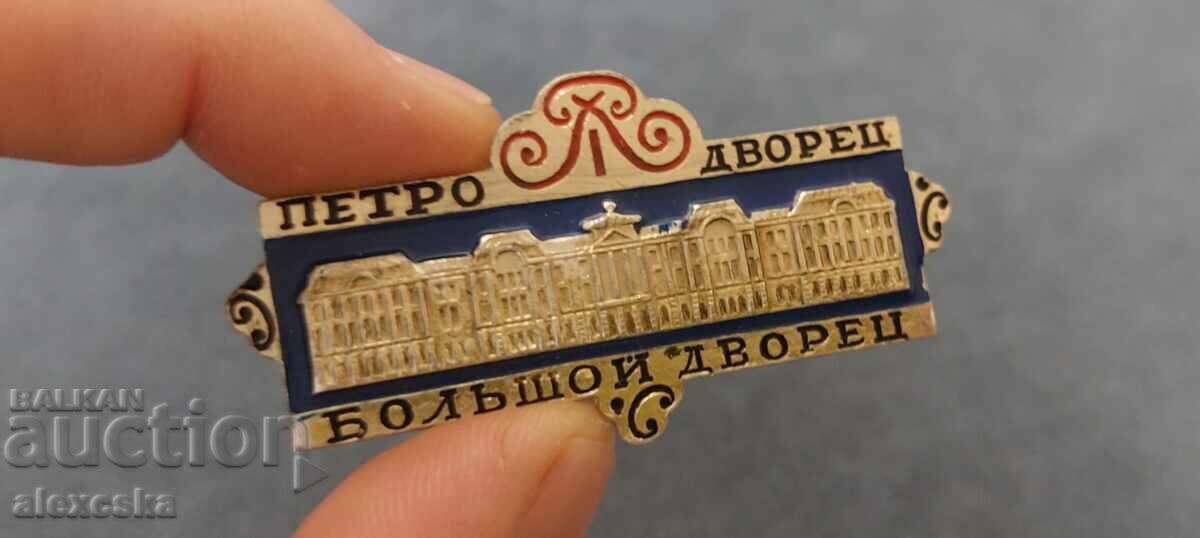 ПЕТРО ДВОРЕЦ
БОЛЬШОЙ ДВОРЕЦ
BALKAN
auction
alexcska